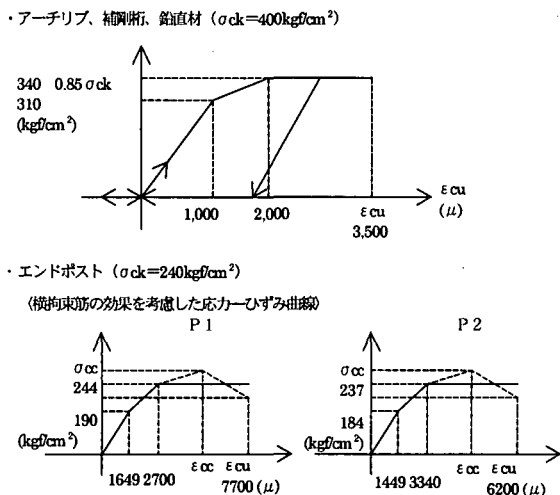 ・アーチリブ、補剛桁、鉛直材（σck＝400kgf/cm²）
340 0.85σck
310
(kgf/cm²)
1,000 2,000 εcu 3,500
εcu (μ)
・エンドポスト（σck＝240kgf/cm²）
〈横拘束筋の効果を考慮した応力ーひずみ曲線〉
P1
σcc
244
190
(kgf/cm²)
1649 2700 εcc εcu
7700 (μ)
P2
σcc
237
184
(kgf/cm²)
1449 3340 εcc εcu
6200 (μ)